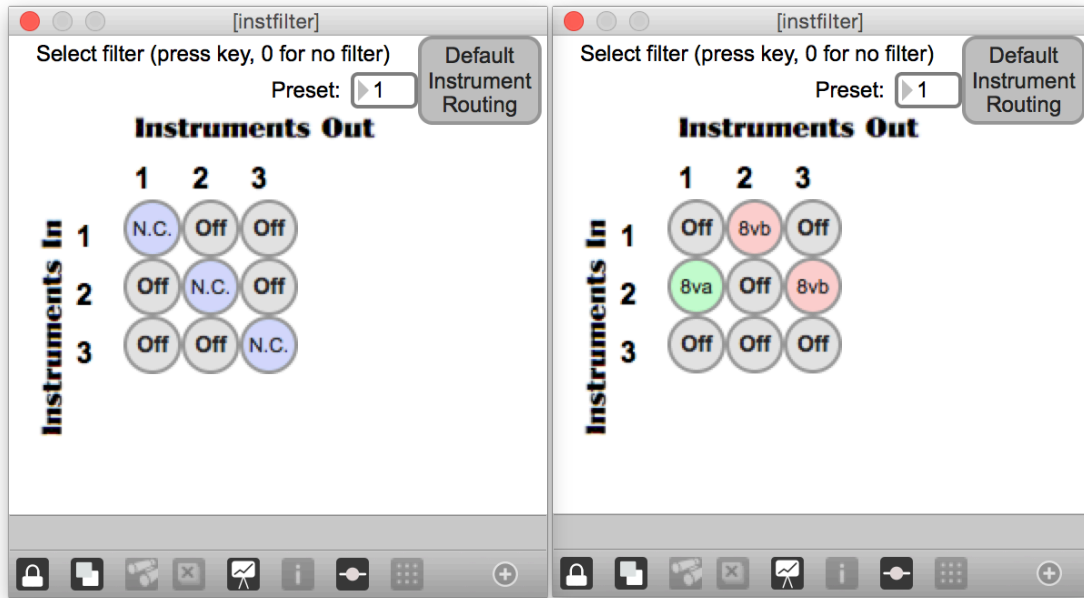 [instfilter]
Select filter (press key, 0 for no filter)
Default
Instrument
Routing
Preset: 1
Instruments Out
1 2 3
Instruments In
1 N.C. Off Off
2 Off N.C. Off
3 Off Off N.C.
[instfilter]
Select filter (press key, 0 for no filter)
Default
Instrument
Routing
Preset: 1
Instruments Out
1 2 3
Instruments In
1 Off 8vb Off
2 8va Off 8vb
3 Off Off Off